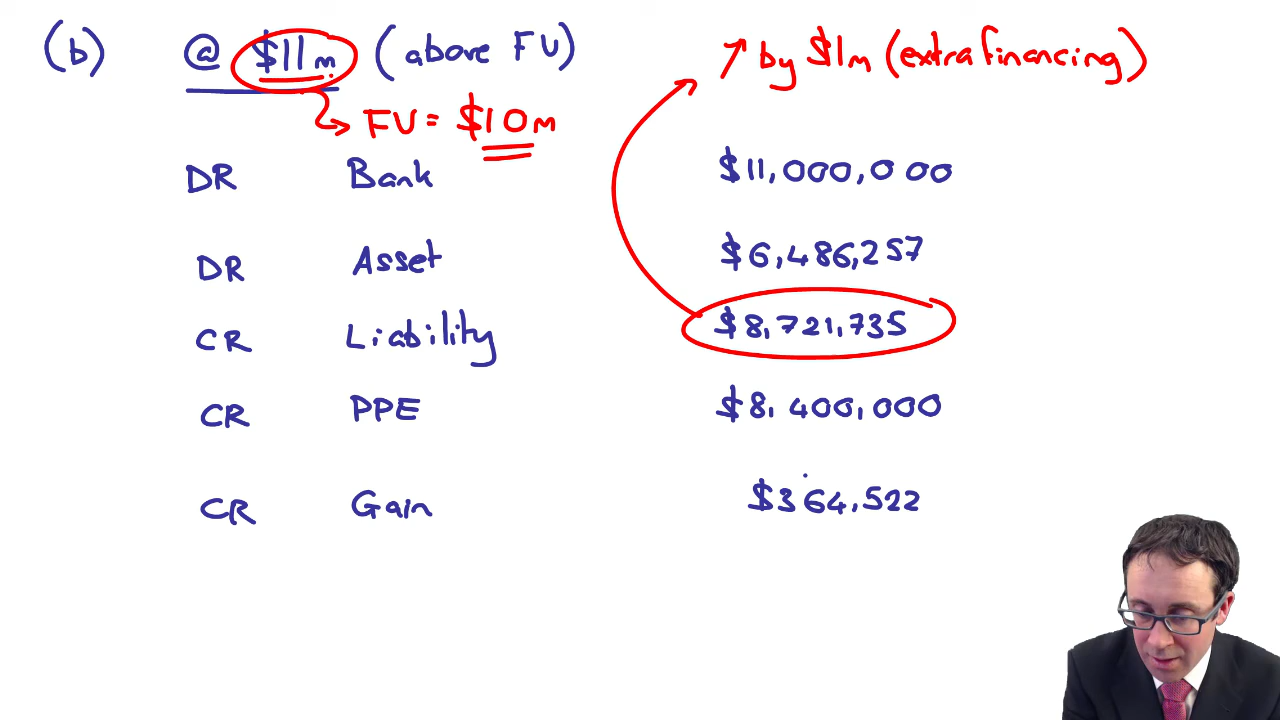 (b) @ $11m (above FV) ↗ by $1m (extra financing)
FV = $10m
DR Bank $11,000,000
DR Asset $6,486,257
CR Liability $8,721,735
CR PPE $8,400,000
CR Gain $364,522